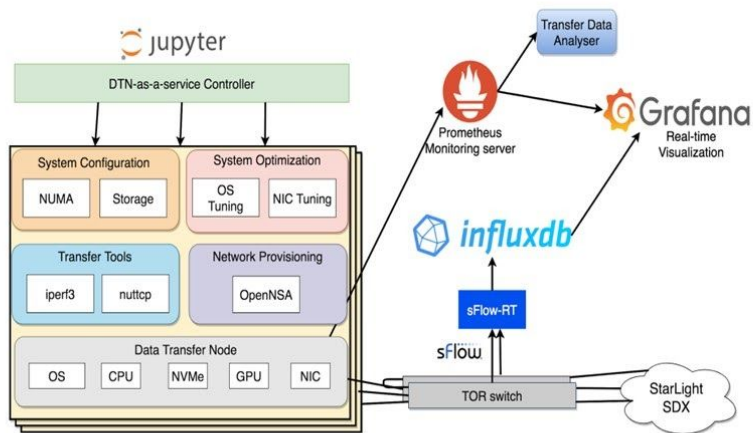 jupyter
DTN-as-a-service Controller
System Configuration
NUMA
Storage
System Optimization
OS
Tuning
NIC Tuning
Transfer Tools
iperf3
nuttcp
Network Provisioning
OpenNSA
Data Transfer Node
OS
CPU
NVMe
GPU
NIC
Transfer Data
Analyser
Prometheus
Monitoring server
Grafana
Real-time
Visualization
influxdb
sFlow-RT
sFlow
TOR switch
StarLight
SDX